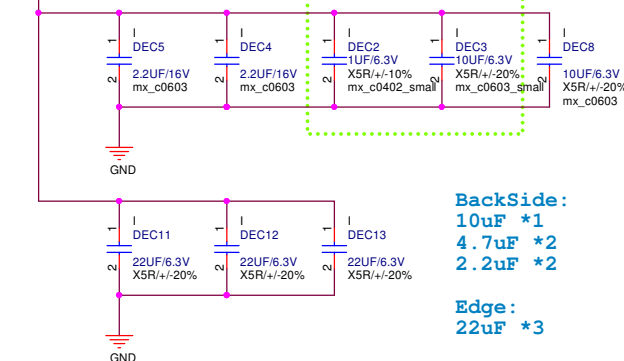 1
I
DEC5
2.2UF/16V
mx_c0603
2
1
I
DEC4
2.2UF/16V
mx_c0603
2
1
I
DEC2
1UF/6.3V
X5R/+/-10%
mx_c0402_small
2
1
I
DEC3
10UF/6.3V
X5R/+/-20%
mx_c0603_small
2
1
I
DEC8
10UF/6.3V
X5R/+/-20%
mx_c0603
2
GND
1
I
DEC11
22UF/6.3V
X5R/+/-20%
2
1
I
DEC12
22UF/6.3V
X5R/+/-20%
2
1
I
DEC13
22UF/6.3V
X5R/+/-20%
2
GND
BackSide:
10uF *1
4.7uF *2
2.2uF *2
Edge:
22uF *3